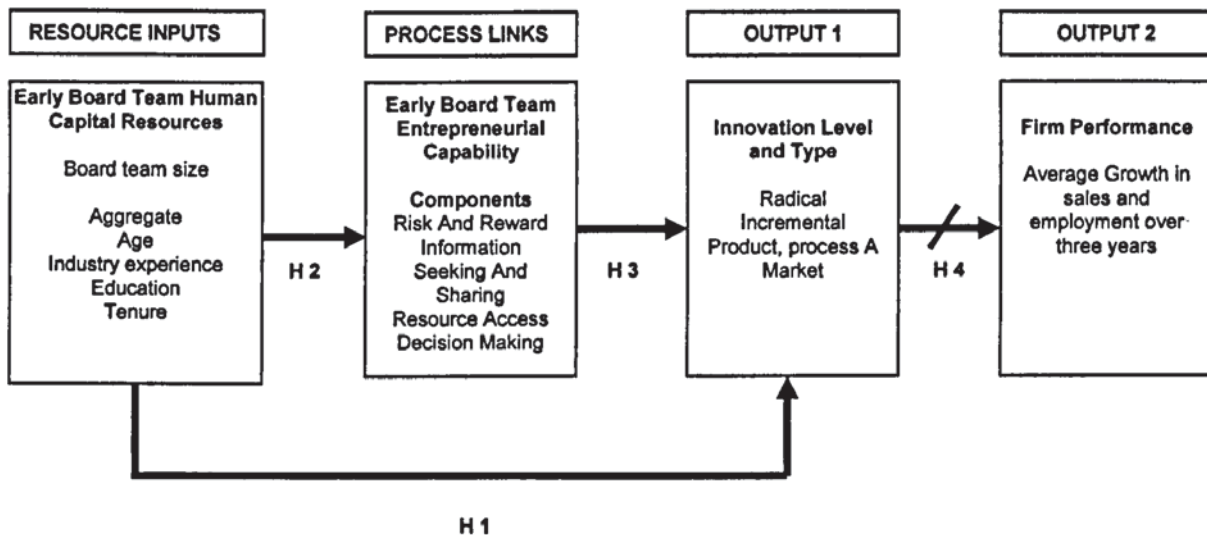 RESOURCE INPUTS
PROCESS LINKS
OUTPUT 1
OUTPUT 2
Early Board Team Human
Capital Resources
Board team size
Aggregate
Age
Industry experience
Education
Tenure
H 2
Early Board Team
Entrepreneurial
Capability
Components
Risk And Reward
Information
Seeking And
Sharing
Resource Access
Decision Making
H 3
Innovation Level
and Type
Radical
Incremental
Product, process A
Market
H 4
Firm Performance
Average Growth in
sales and
employment over
three years
H 1